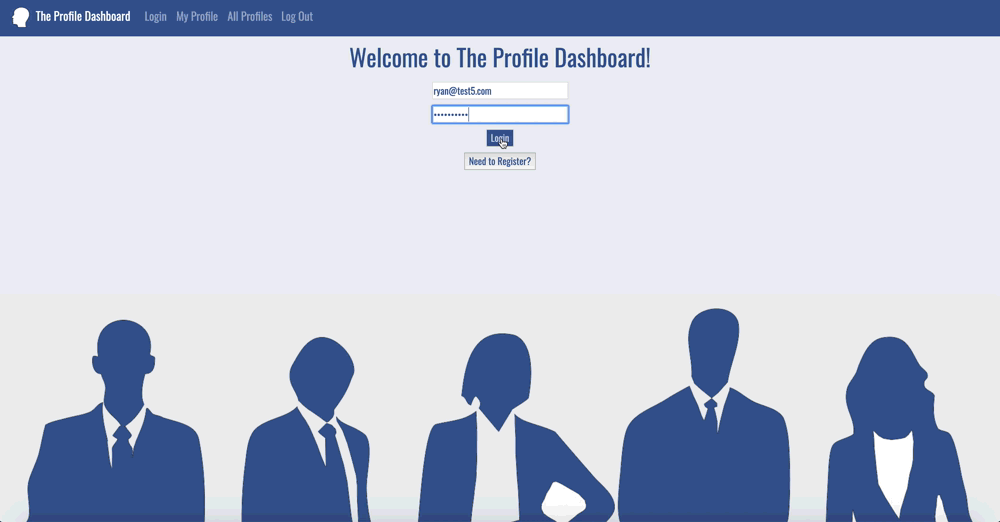 The Profile Dashboard Login My Profile All Profiles Log Out
Welcome to The Profile Dashboard!
ryan@test5.com
••••••••••
Login
Need to Register?